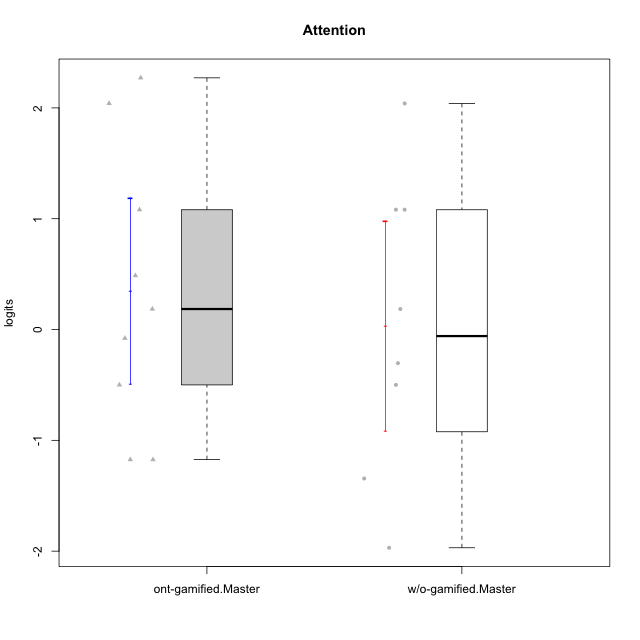 Attention
logits
2
1
0
-1
-2
ont-gamified.Master
w/o-gamified.Master